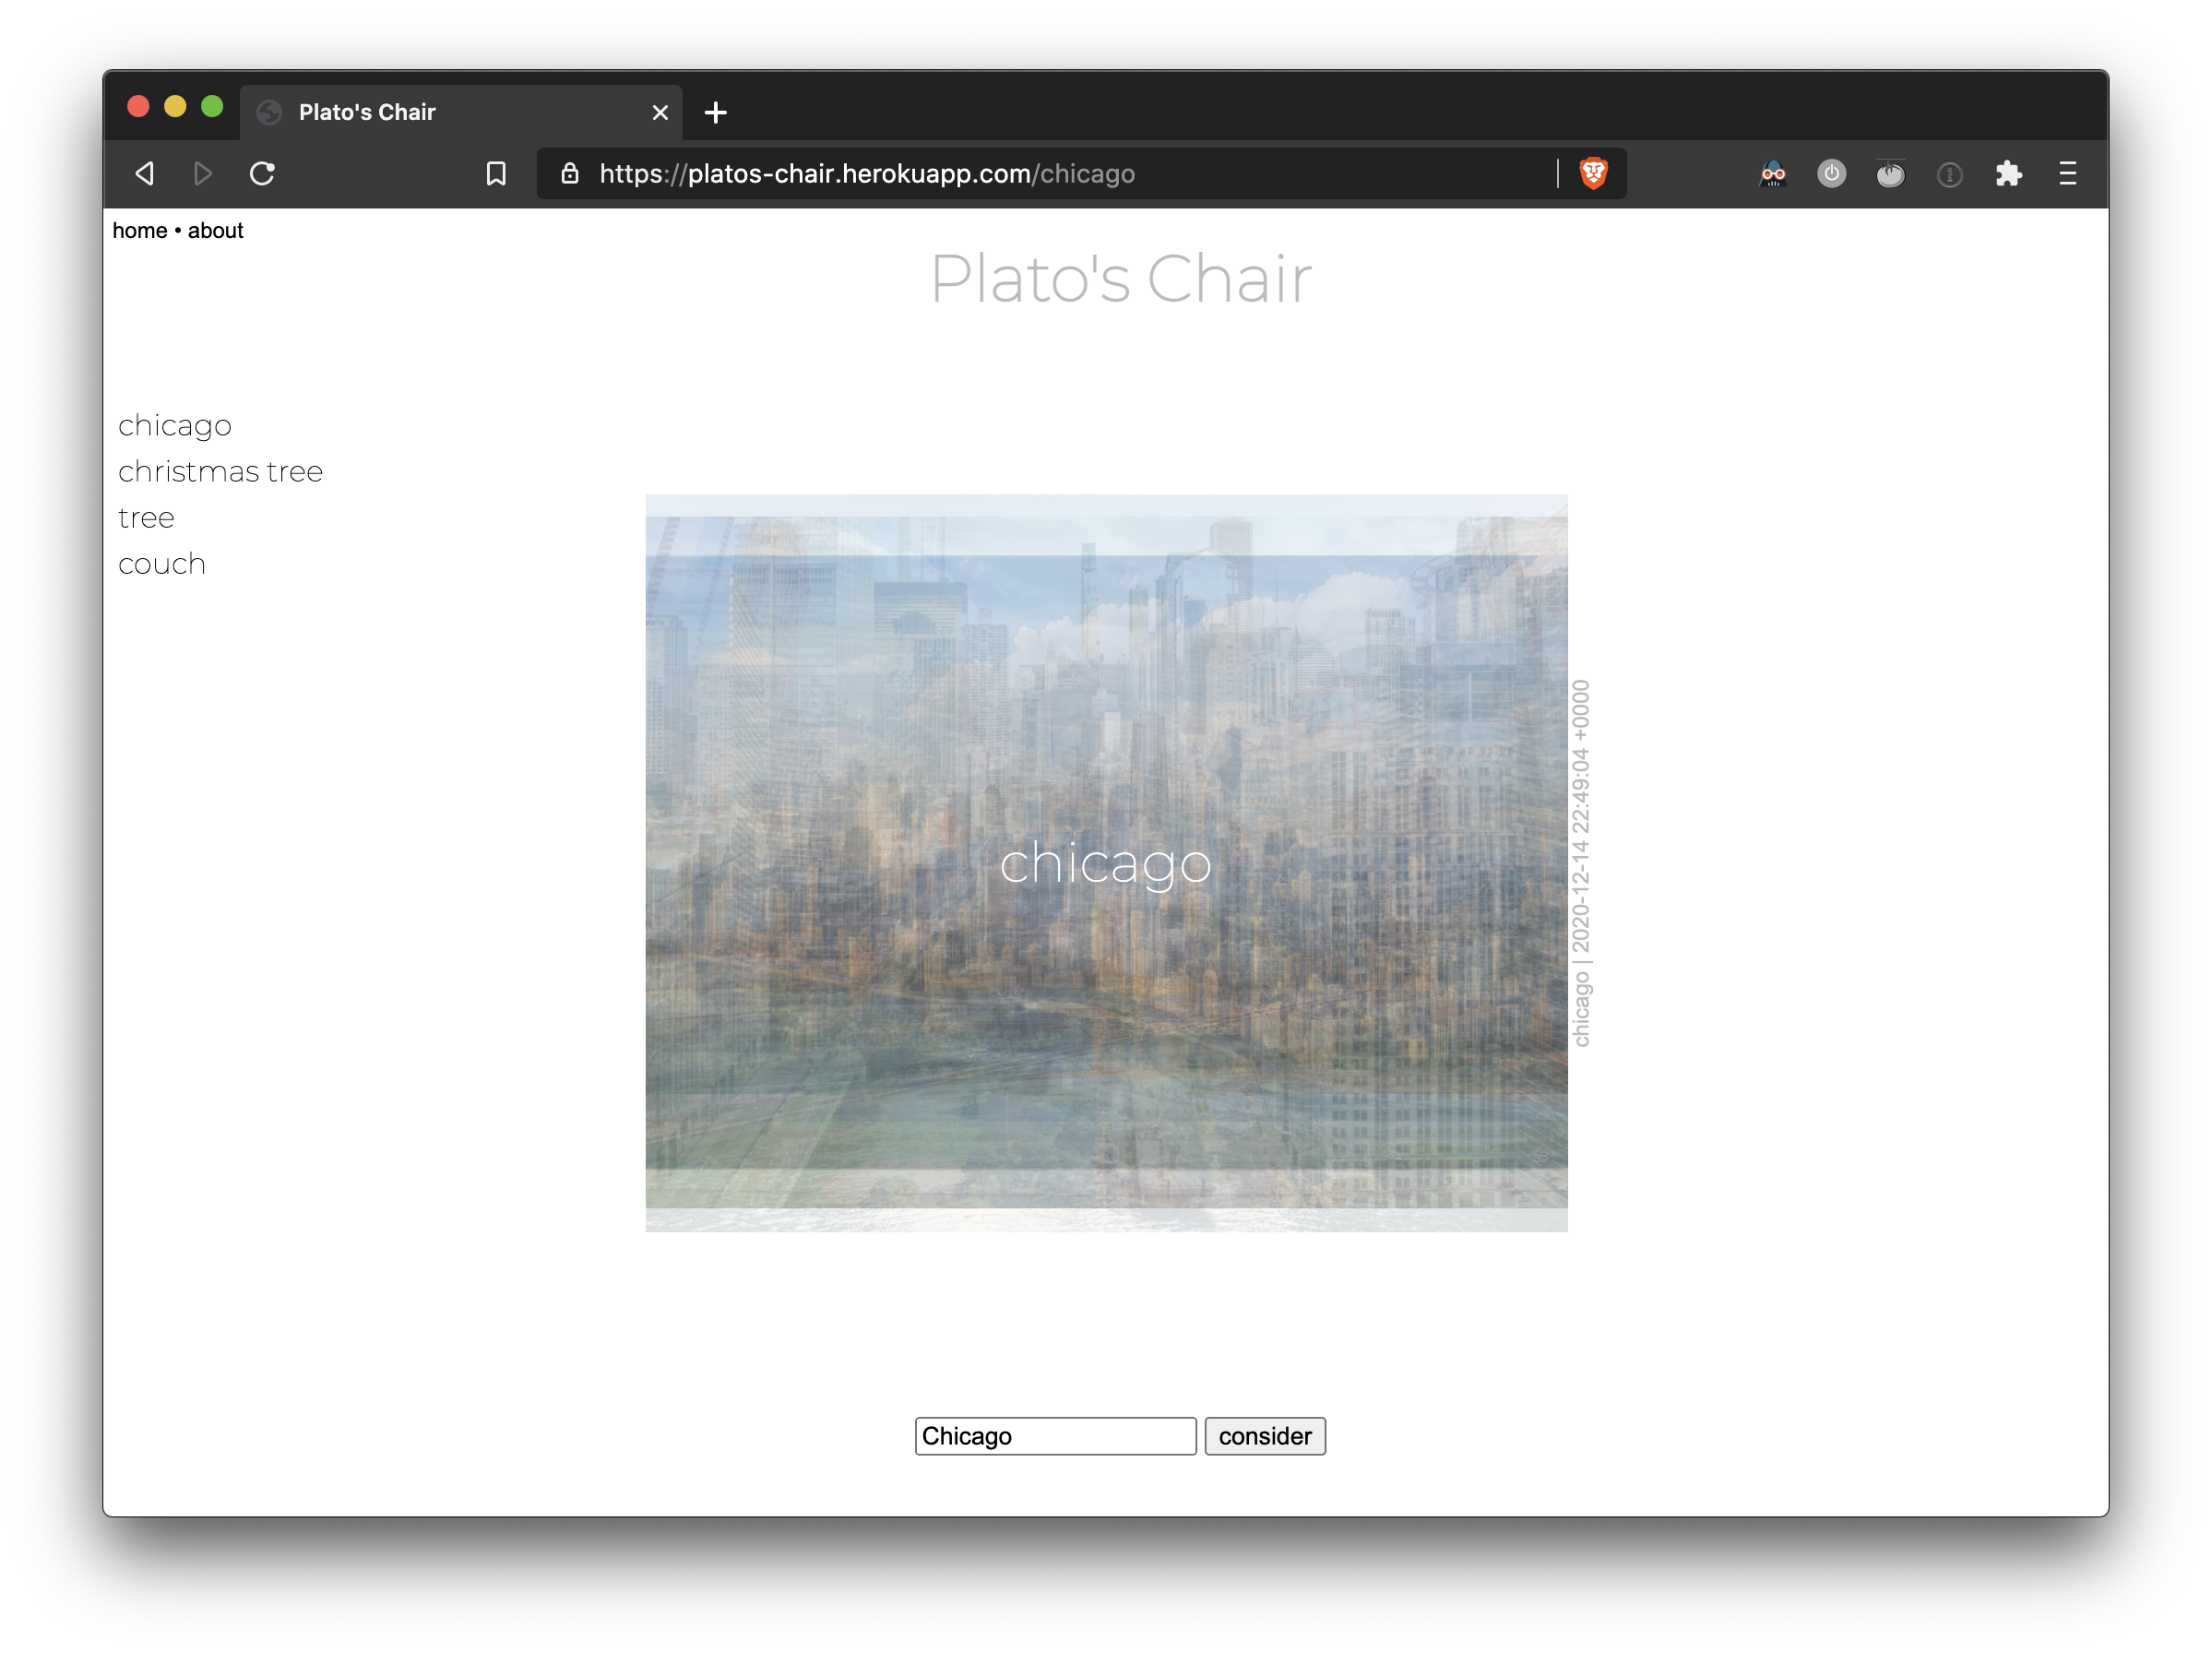 Plato's Chair
https://platos-chair.herokuapp.com/chicago
home • about
Plato's Chair
chicago
christmas tree
tree
couch
chicago
chicago | 2020-12-14 22:49:04 +0000
Chicago
consider